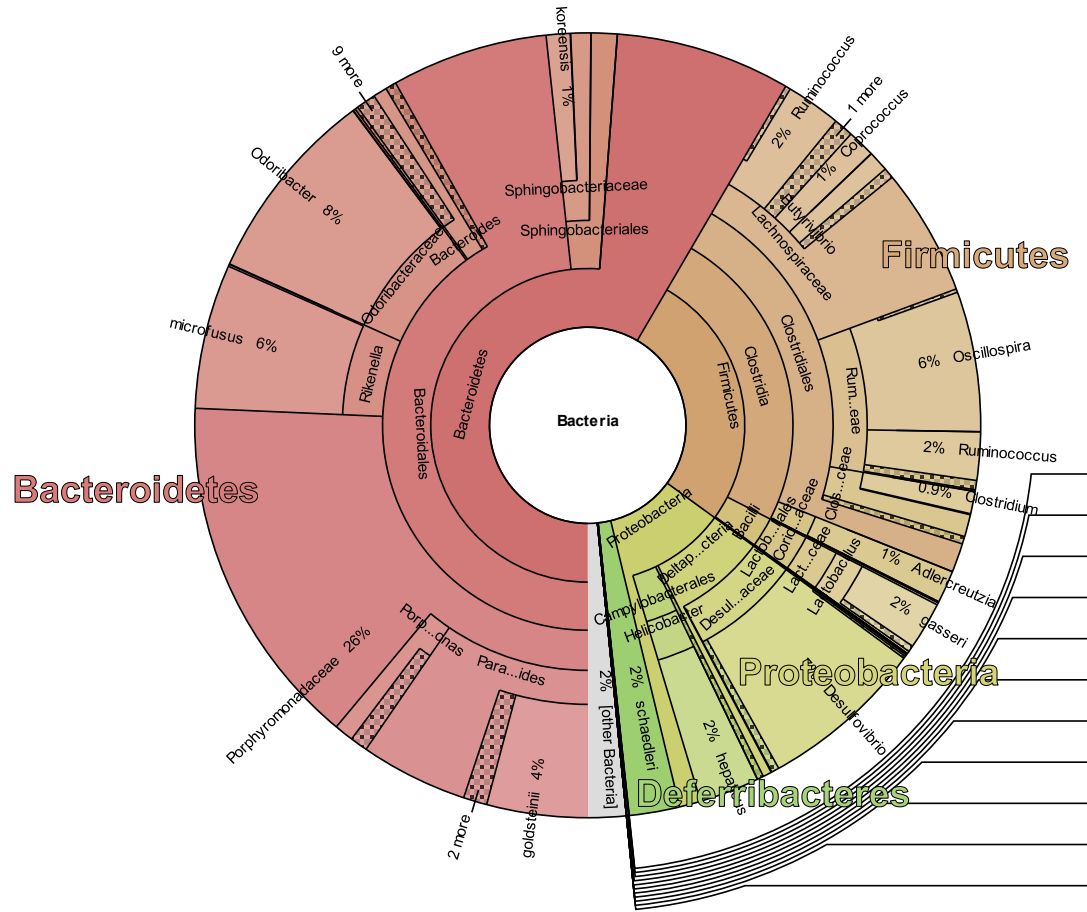 koreensis 1%
9 more
2% Ruminococcus
1 more
1% Coprococcus
Odoribacter 8%
Sphingobacteriaceae
Butyrivibrio
Bacteroides
Sphingobacteriales
Lachnospiraceae
Odoribacteraceae
Firmicutes
microfusus 6%
6% Oscillospira
Clostridiales
Rikenella
Rum...eae
Bacteroidetes
Firmicutes
Clostridia
Bacteroidales
Bacteria
2% Ruminococcus
Bacteroidetes
Clos...ceae
0.9% Clostridium
Proteobacteria
Bacilli
Lactob...ales
Corio...aceae
Deltap...cteria
Lact...ceae
Lactobacillus
1% Adlercreutzia
Campylobacterales
Desul...aceae
2% gasseri
Helicobacter
Porp...onas
Para...ides
Porphyromonadaceae 26%
Proteobacteria
Desulfovibrio
2% [other Bacteria]
2% schaedleri
2% hepaticus
Deferribacteres
2 more
goldsteinii 4%